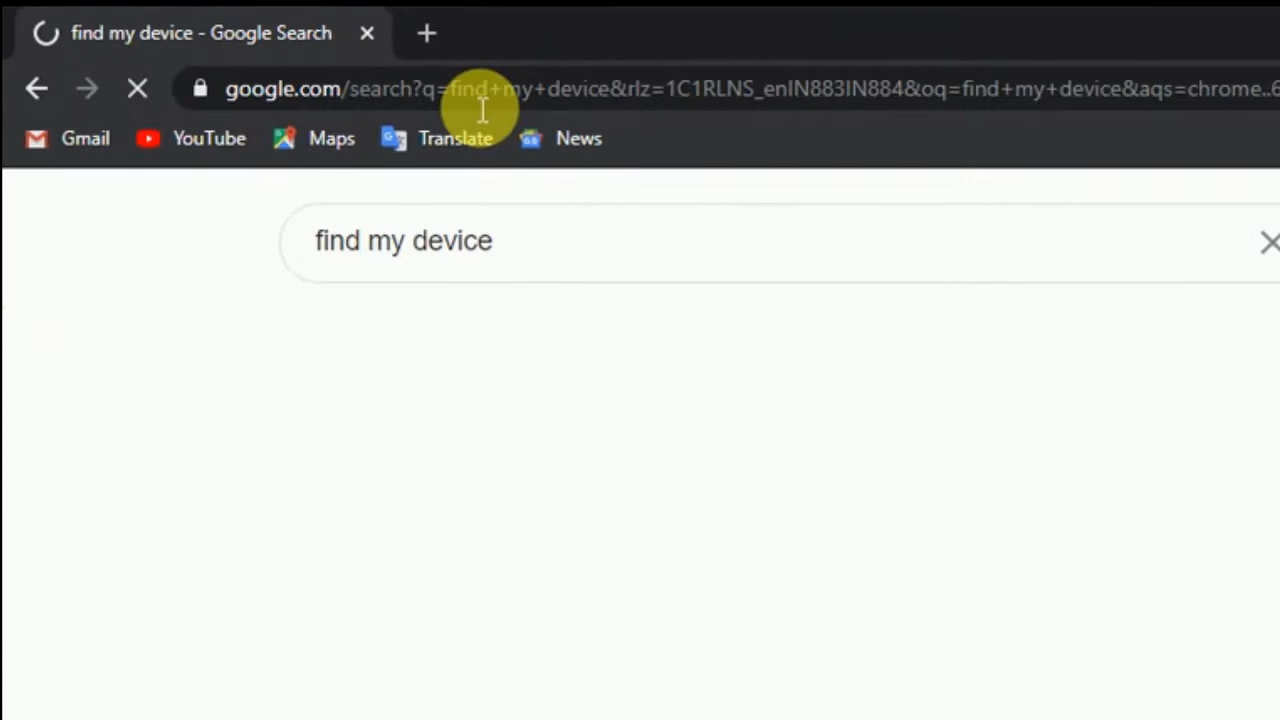 find my device - Google Search
google.com/search?q=find+my+device&rlz=1C1RLNS_enIN883IN884&oq=find+my+device&aqs=chrome..6
Gmail YouTube Maps Translate News
find my device